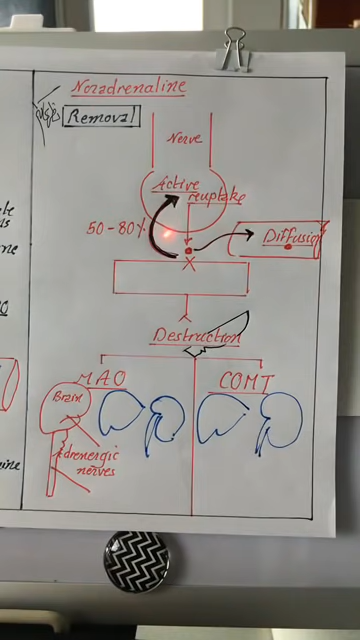 Noradrenaline
Removal
Nerve
Active
reuptake
50-80%
Diffusion
Destruction
MAO
COMT
Brain
Adrenergic
nerves